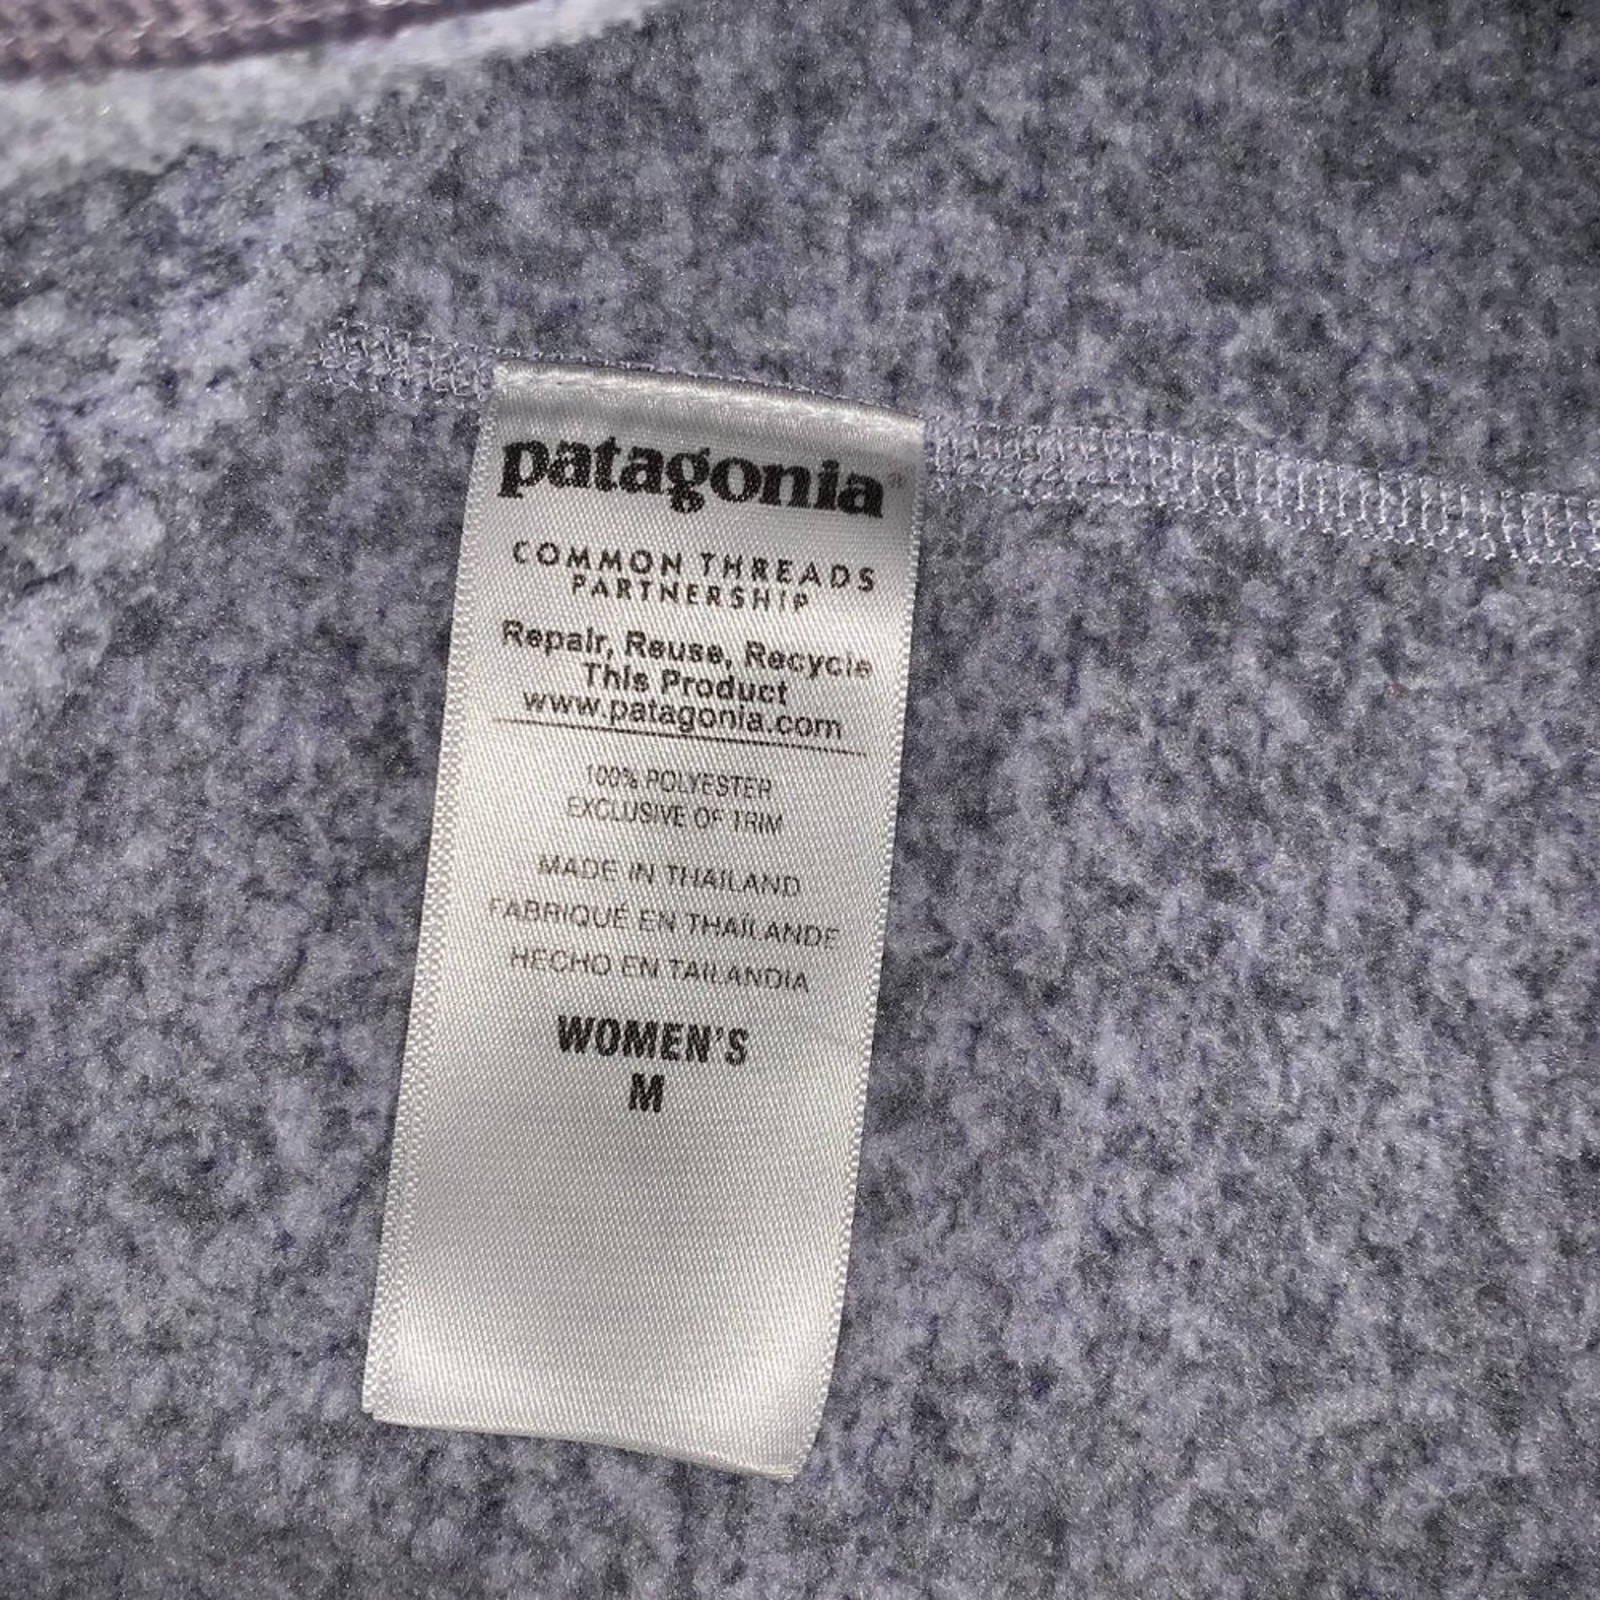 patagonia®
COMMON THREADS
PARTNERSHIP
Repair, Reuse, Recycle
This Product
www.patagonia.com
100% POLYESTER
EXCLUSIVE OF TRIM
MADE IN THAILAND
FABRIQUÉ EN THAÏLANDE
HECHO EN TAILANDIA
WOMEN'S
M